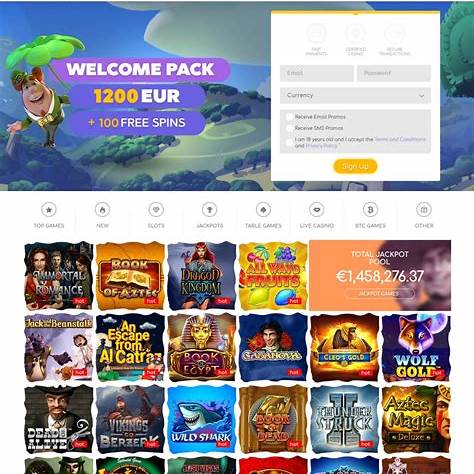 WELCOME PACK
1200 EUR
+ 100 FREE SPINS
FAST PAYMENTS
CERTIFIED CASINO
SECURE TRANSACTIONS
Email
Password
Currency
Receive Email Promos
Receive SMS Promos
I am 18 years old and I accept the Terms and Conditions
and Privacy Policy
Sign Up
TOP GAMES
NEW
SLOTS
JACKPOTS
TABLE GAMES
LIVE CASINO
BTC GAMES
OTHER
IMMORTAL ROMANCE
hot
BOOK OF AZTEC
hot
DRAGON KINGDOM
hot
ALL WAYS FRUITS
hot
TOTAL JACKPOT POOL
€1,458,276.37
JACKPOT GAMES
Jack and the Beanstalk
hot
An Escape from Alcatraz
hot
BOOK OF EGYPT
hot
Casanova
hot
CLEO'S GOLD
hot
WOLF GOLD
hot
DEAD OR ALIVE
hot
VIKINGS BERZERK
hot
WILD SHARK
hot
BOOK OF DEAD
hot
THUNDERSTRUCK II
hot
Aztec Magic Deluxe
hot